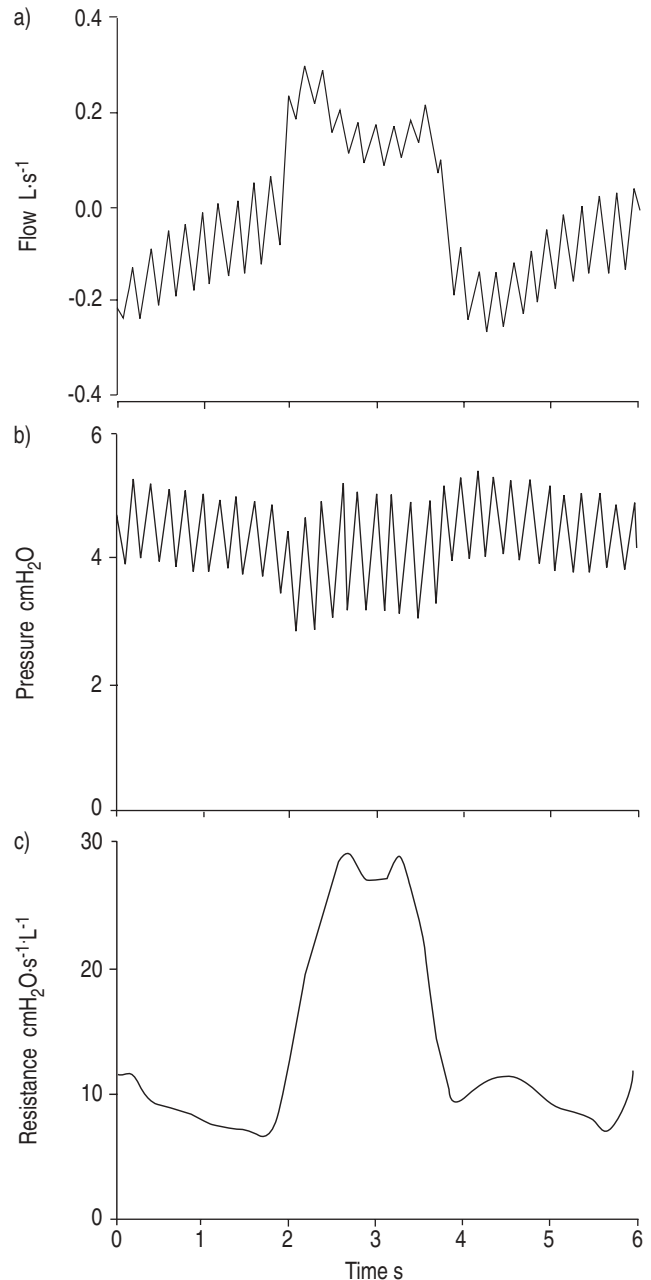 a)
0.4
0.2
0.0
-0.2
-0.4
Flow L·s⁻¹
b)
6
4
2
0
Pressure cmH₂O
c)
30
20
10
0
Resistance cmH₂O·s⁻¹·L⁻¹
0 1 2 3 4 5 6
Time s